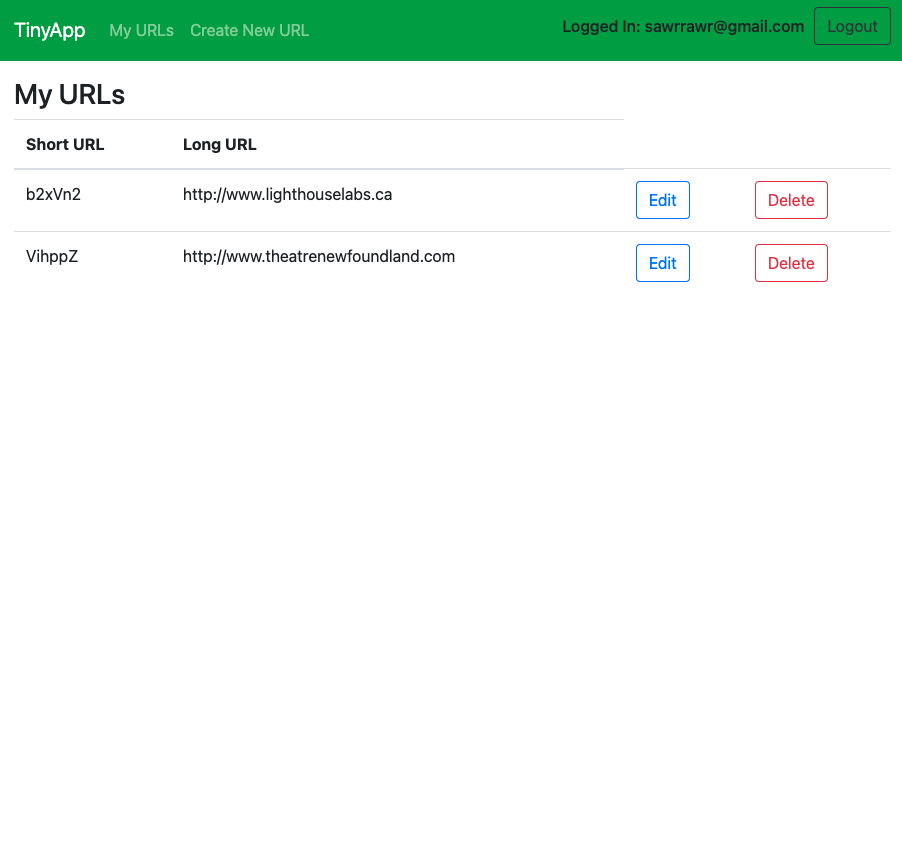 TinyApp My URLs Create New URL Logged In: sawrrawr@gmail.com Logout
My URLs
Short URL Long URL
b2xVn2 http://www.lighthouselabs.ca Edit Delete
VihppZ http://www.theatrenewfoundland.com Edit Delete